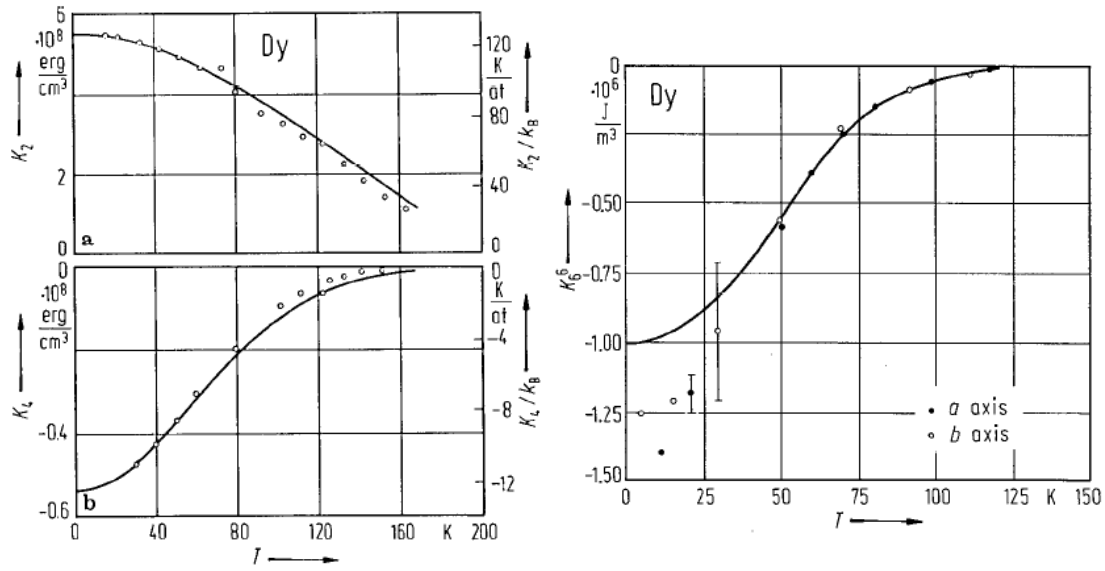 6
·10⁸
erg
cm³
K₂
2
0
Dy
a
120
K
at
80
K₂/k_B
40
0
0
·10⁸
erg
cm³
K₄
-0.4
-0.6
b
0
K
at
-4
-8
-12
K₄/k_B
0 40 80 120 160 K 200
T
0
·10⁶
J
m³
Dy
K₆⁶
-0.50
-0.75
-1.00
-1.25
-1.50
• a axis
○ b axis
0 25 50 75 100 125 K 150
T